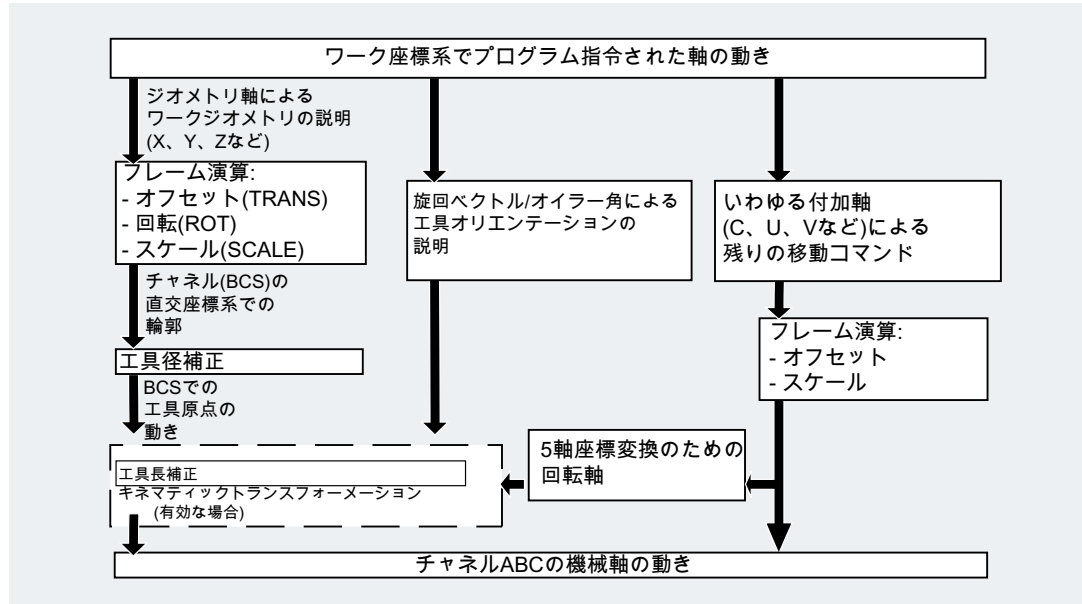 ワーク座標系でプログラム指令された軸の動き
ジオメトリ軸による
ワークジオメトリの説明
(X、Y、Zなど)
フレーム演算:
- オフセット(TRANS)
- 回転(ROT)
- スケール(SCALE)
旋回ベクトル/オイラー角による
工具オリエンテーションの
説明
いわゆる付加軸
(C、U、Vなど)による
残りの移動コマンド
チャネル(BCS)の
直交座標系での
輪郭
フレーム演算:
- オフセット
- スケール
工具径補正
BCSでの
工具原点の
動き
5軸座標変換のための
回転軸
工具長補正
キネマティックトランスフォーメーション
(有効な場合)
チャネルABCの機械軸の動き